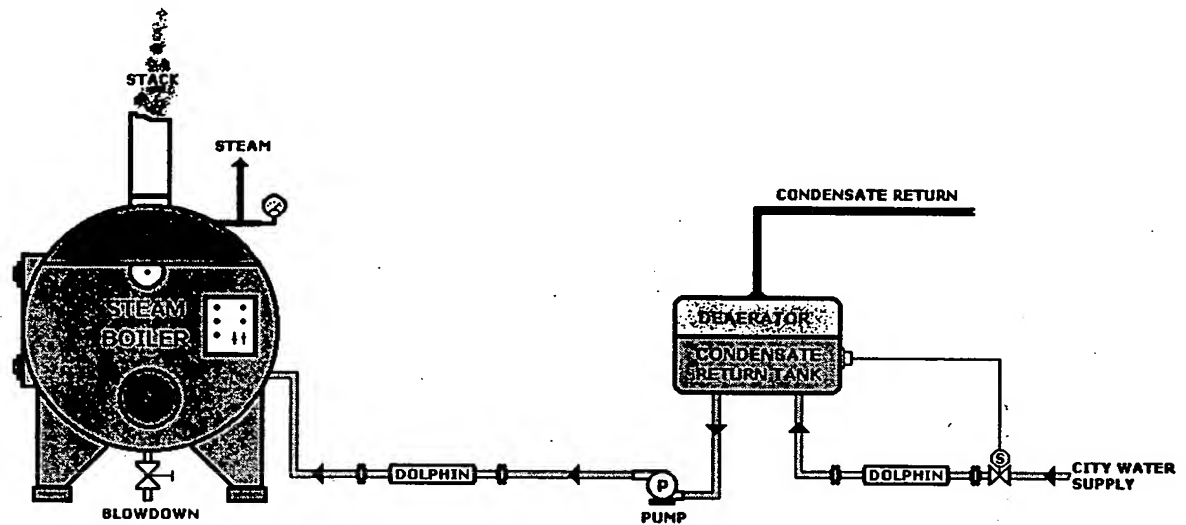 STACK
STEAM
CONDENSATE RETURN
STEAM
BOILER
DEAERATOR
CONDENSATE
RETURN TANK
DOLPHIN
P
PUMP
DOLPHIN
S
CITY WATER
SUPPLY
BLOWDOWN